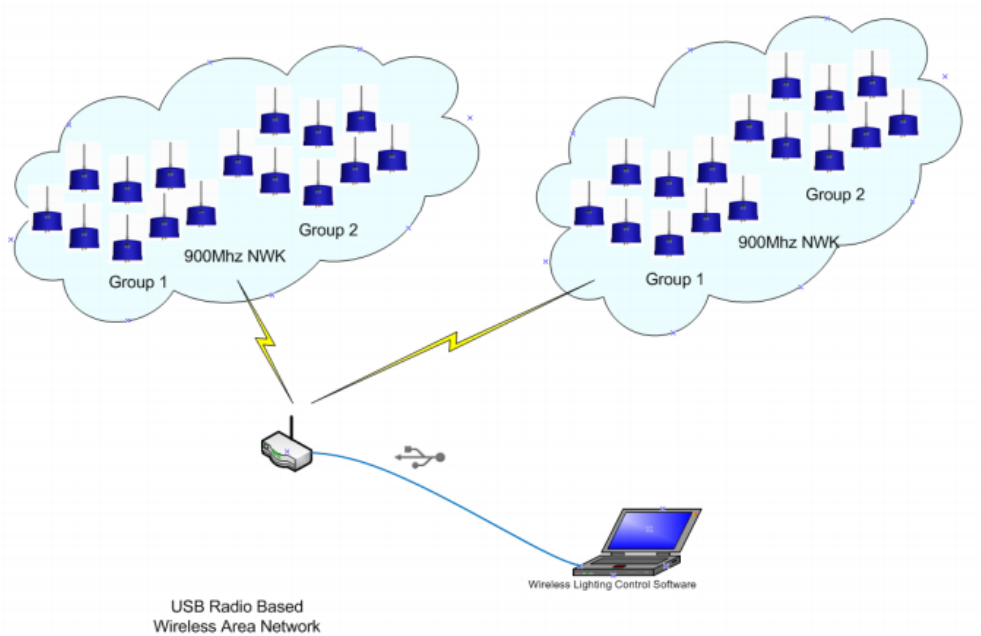 Group 2
900Mhz NWK
Group 1
Group 2
900Mhz NWK
Group 1
Wireless Lighting Control Software
USB Radio Based
Wireless Area Network